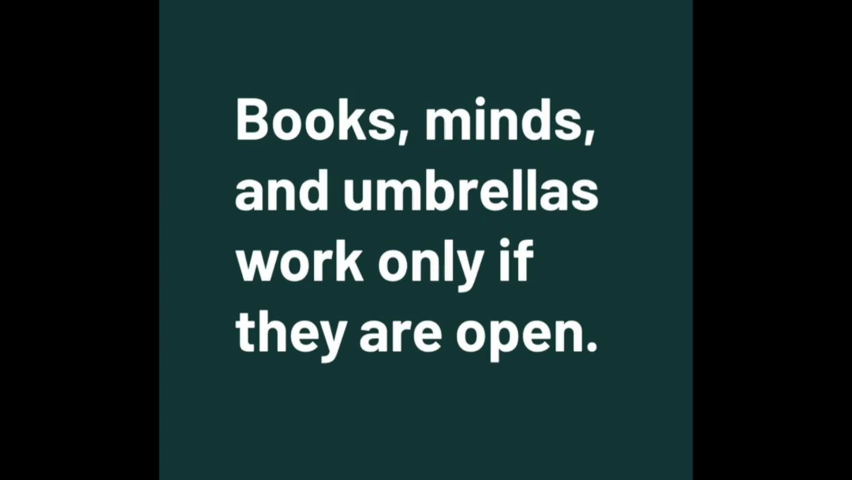 Books, minds,
and umbrellas
work only if
they are open.